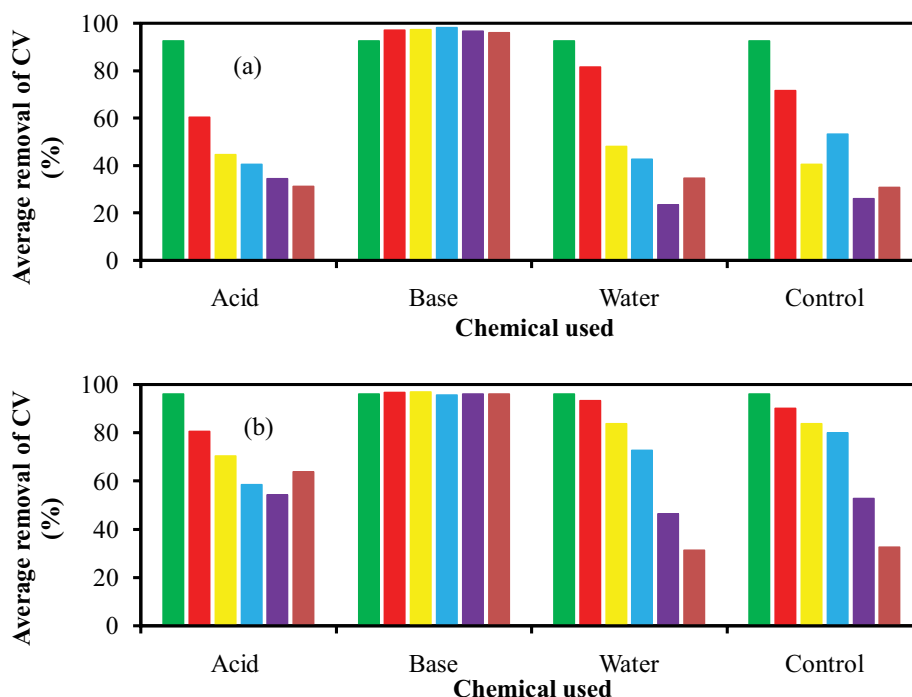 Average removal of CV
(%)
100
80
60
40
20
0
(a)
Acid Base Water Control
Chemical used
Average removal of CV
(%)
100
80
60
40
20
0
(b)
Acid Base Water Control
Chemical used